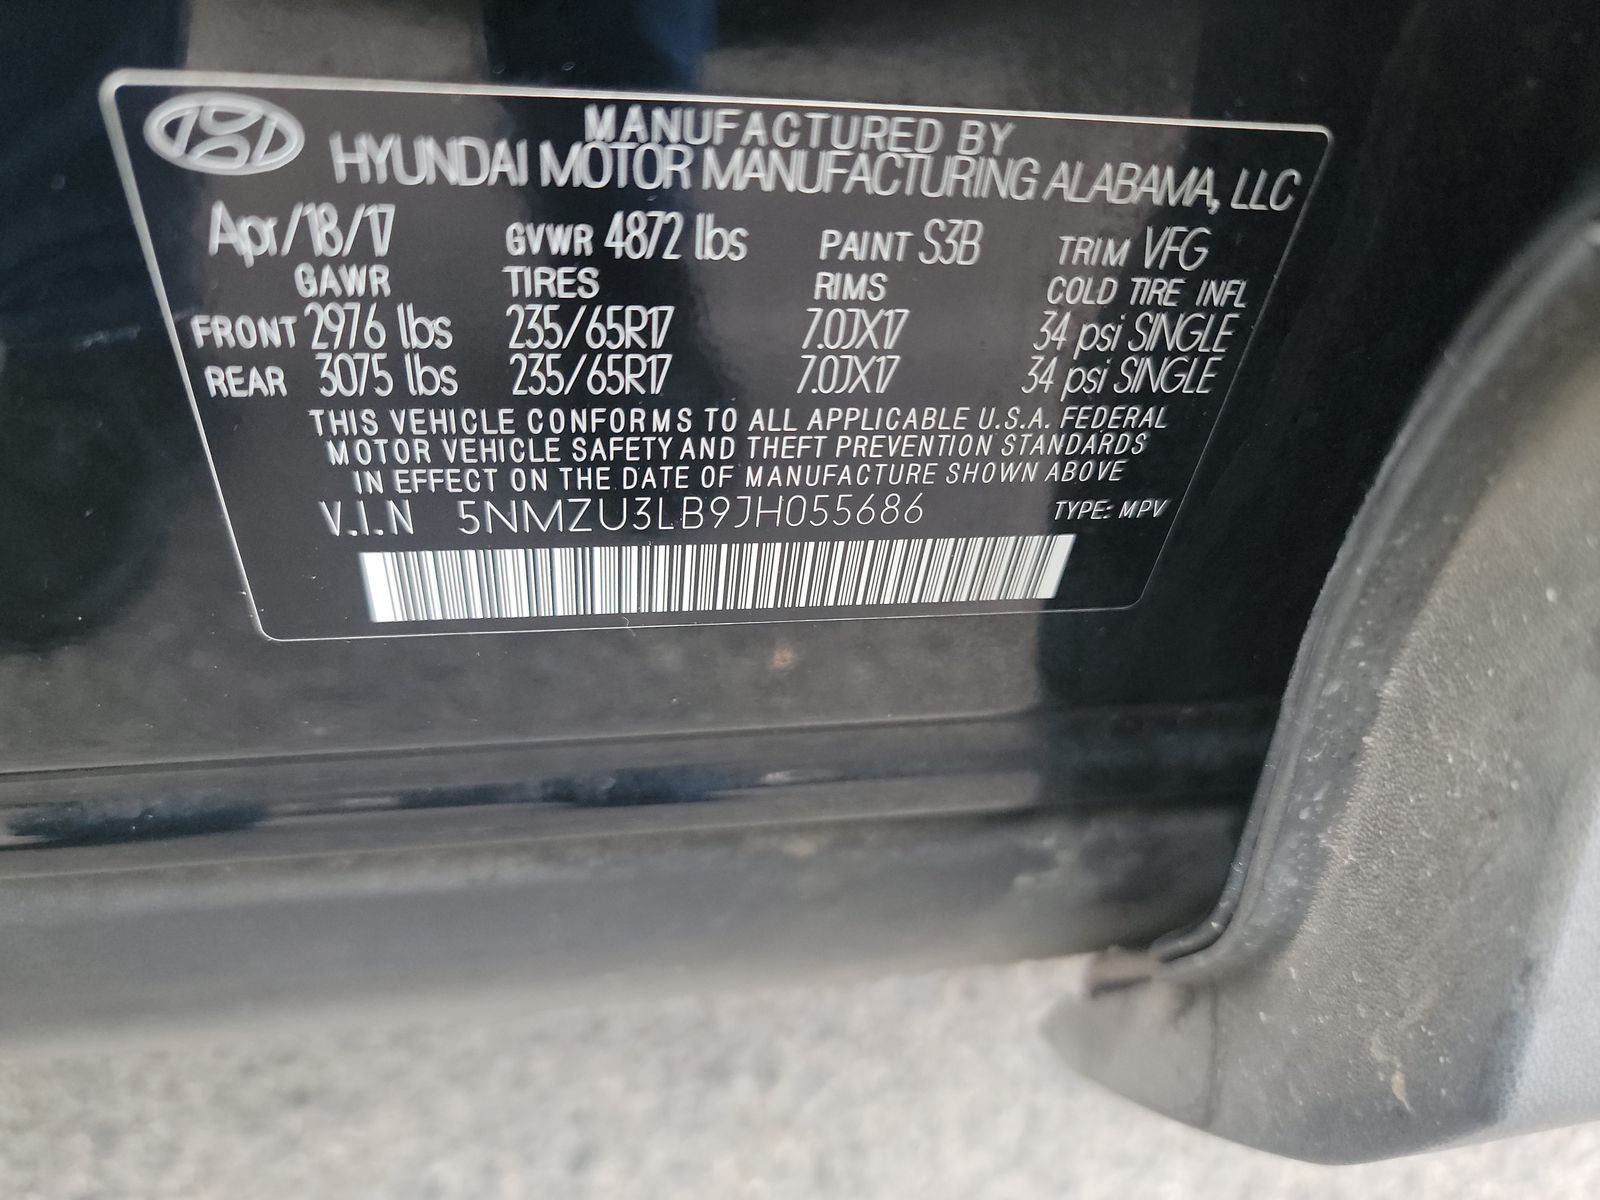 MANUFACTURED BY
HYUNDAI MOTOR MANUFACTURING ALABAMA, LLC
Apr/18/17 GVWR 4872 lbs PAINT S3B TRIM VFG
GAWR TIRES RIMS COLD TIRE INFL
FRONT 2976 lbs 235/65R17 7.0JX17 34 psi SINGLE
REAR 3075 lbs 235/65R17 7.0JX17 34 psi SINGLE
THIS VEHICLE CONFORMS TO ALL APPLICABLE U.S.A. FEDERAL
MOTOR VEHICLE SAFETY AND THEFT PREVENTION STANDARDS
IN EFFECT ON THE DATE OF MANUFACTURE SHOWN ABOVE
V.I.N 5NMZU3LB9JH055686 TYPE: MPV